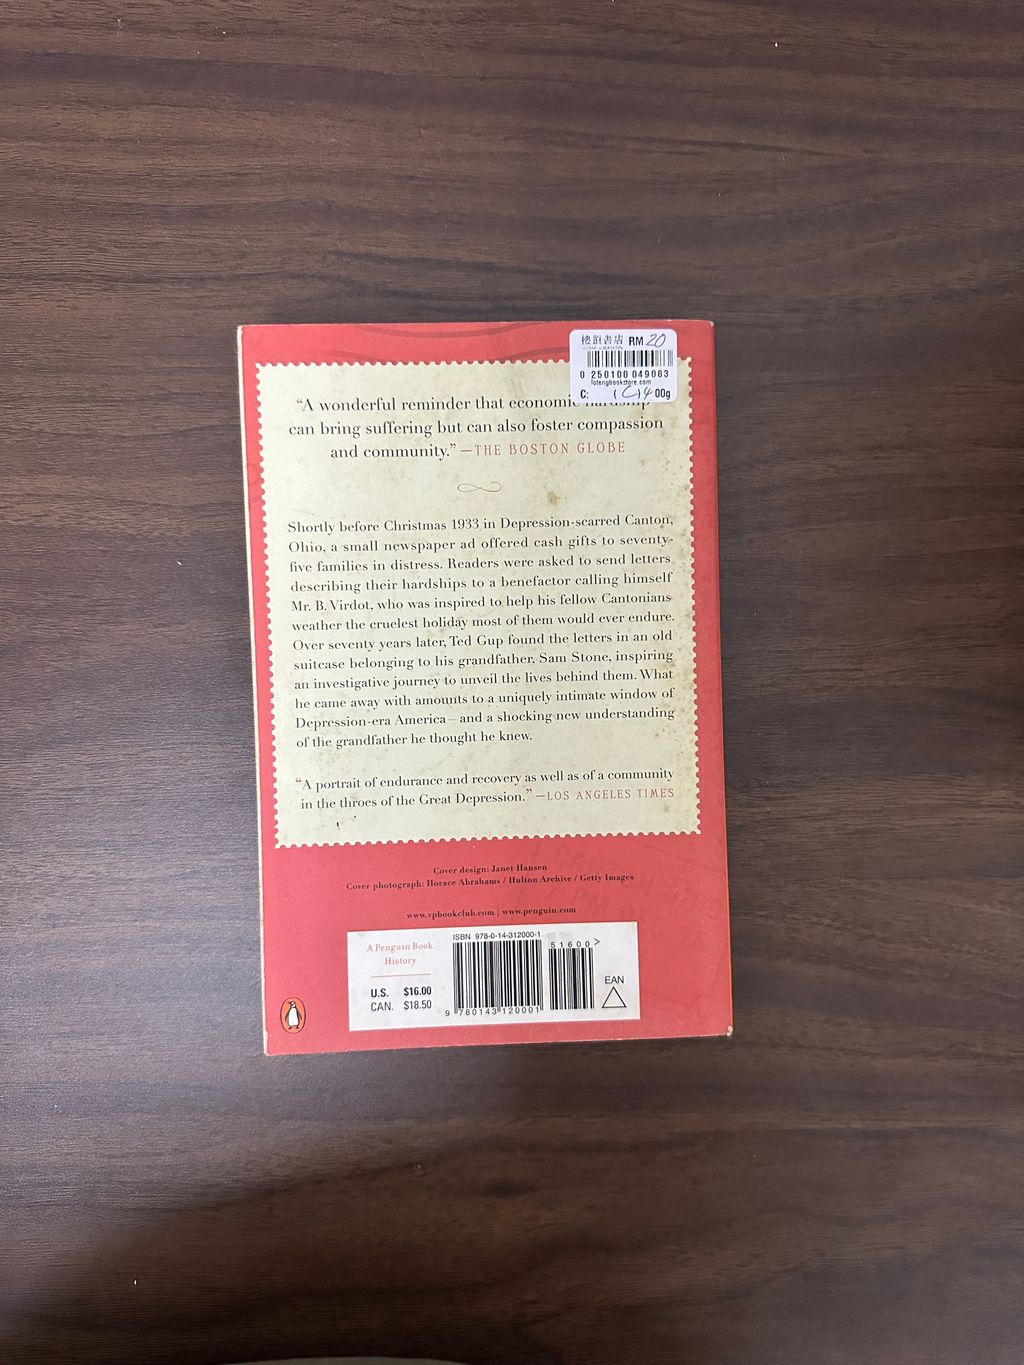 樓頂書店 RM 20
0 250100 049083
lotengbookstore.com
C: (C)4 00g
“A wonderful reminder that economic hardship
can bring suffering but can also foster compassion
and community.” —THE BOSTON GLOBE
Shortly before Christmas 1933 in Depression-scarred Canton,
Ohio, a small newspaper ad offered cash gifts to seventy-
five families in distress. Readers were asked to send letters
describing their hardships to a benefactor calling himself
Mr. B. Virdot, who was inspired to help his fellow Cantonians
weather the cruelest holiday most of them would ever endure.
Over seventy years later, Ted Gup found the letters in an old
suitcase belonging to his grandfather, Sam Stone, inspiring
an investigative journey to unveil the lives behind them. What
he came away with amounts to a uniquely intimate window of
Depression-era America—and a shocking new understanding
of the grandfather he thought he knew.
“A portrait of endurance and recovery as well as of a community
in the throes of the Great Depression.” —LOS ANGELES TIMES
Cover design: Janet Hansen
Cover photograph: Horace Abrahams / Hulton Archive / Getty Images
www.vpbookclub.com | www.penguin.com
A Penguin Book
History
U.S. $16.00
CAN. $18.50
ISBN 978-0-14-312000-1
51600>
9 780143 120001
EAN